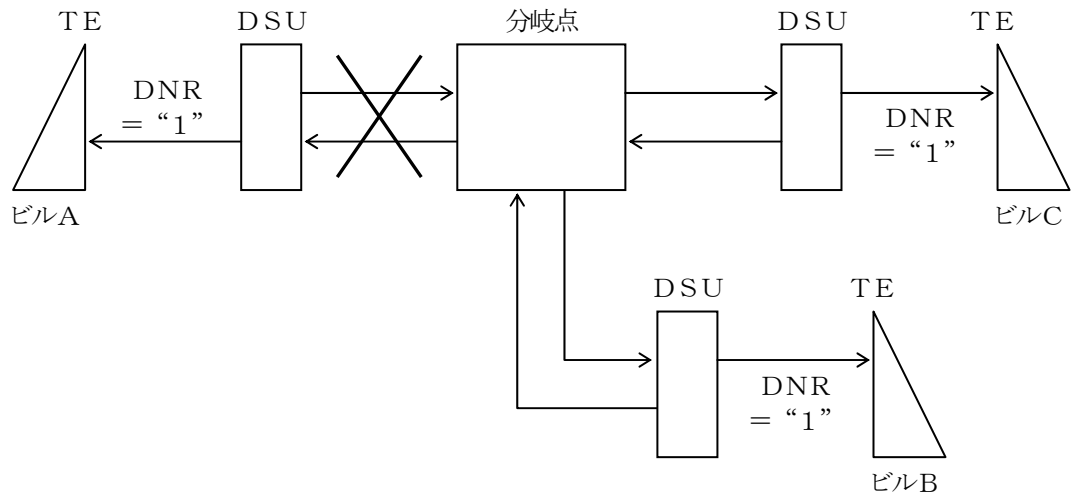 TE
DSU
分岐点
DSU
TE
DNR
=“1”
DNR
=“1”
ビルA
ビルC
DSU
TE
DNR
=“1”
ビルB